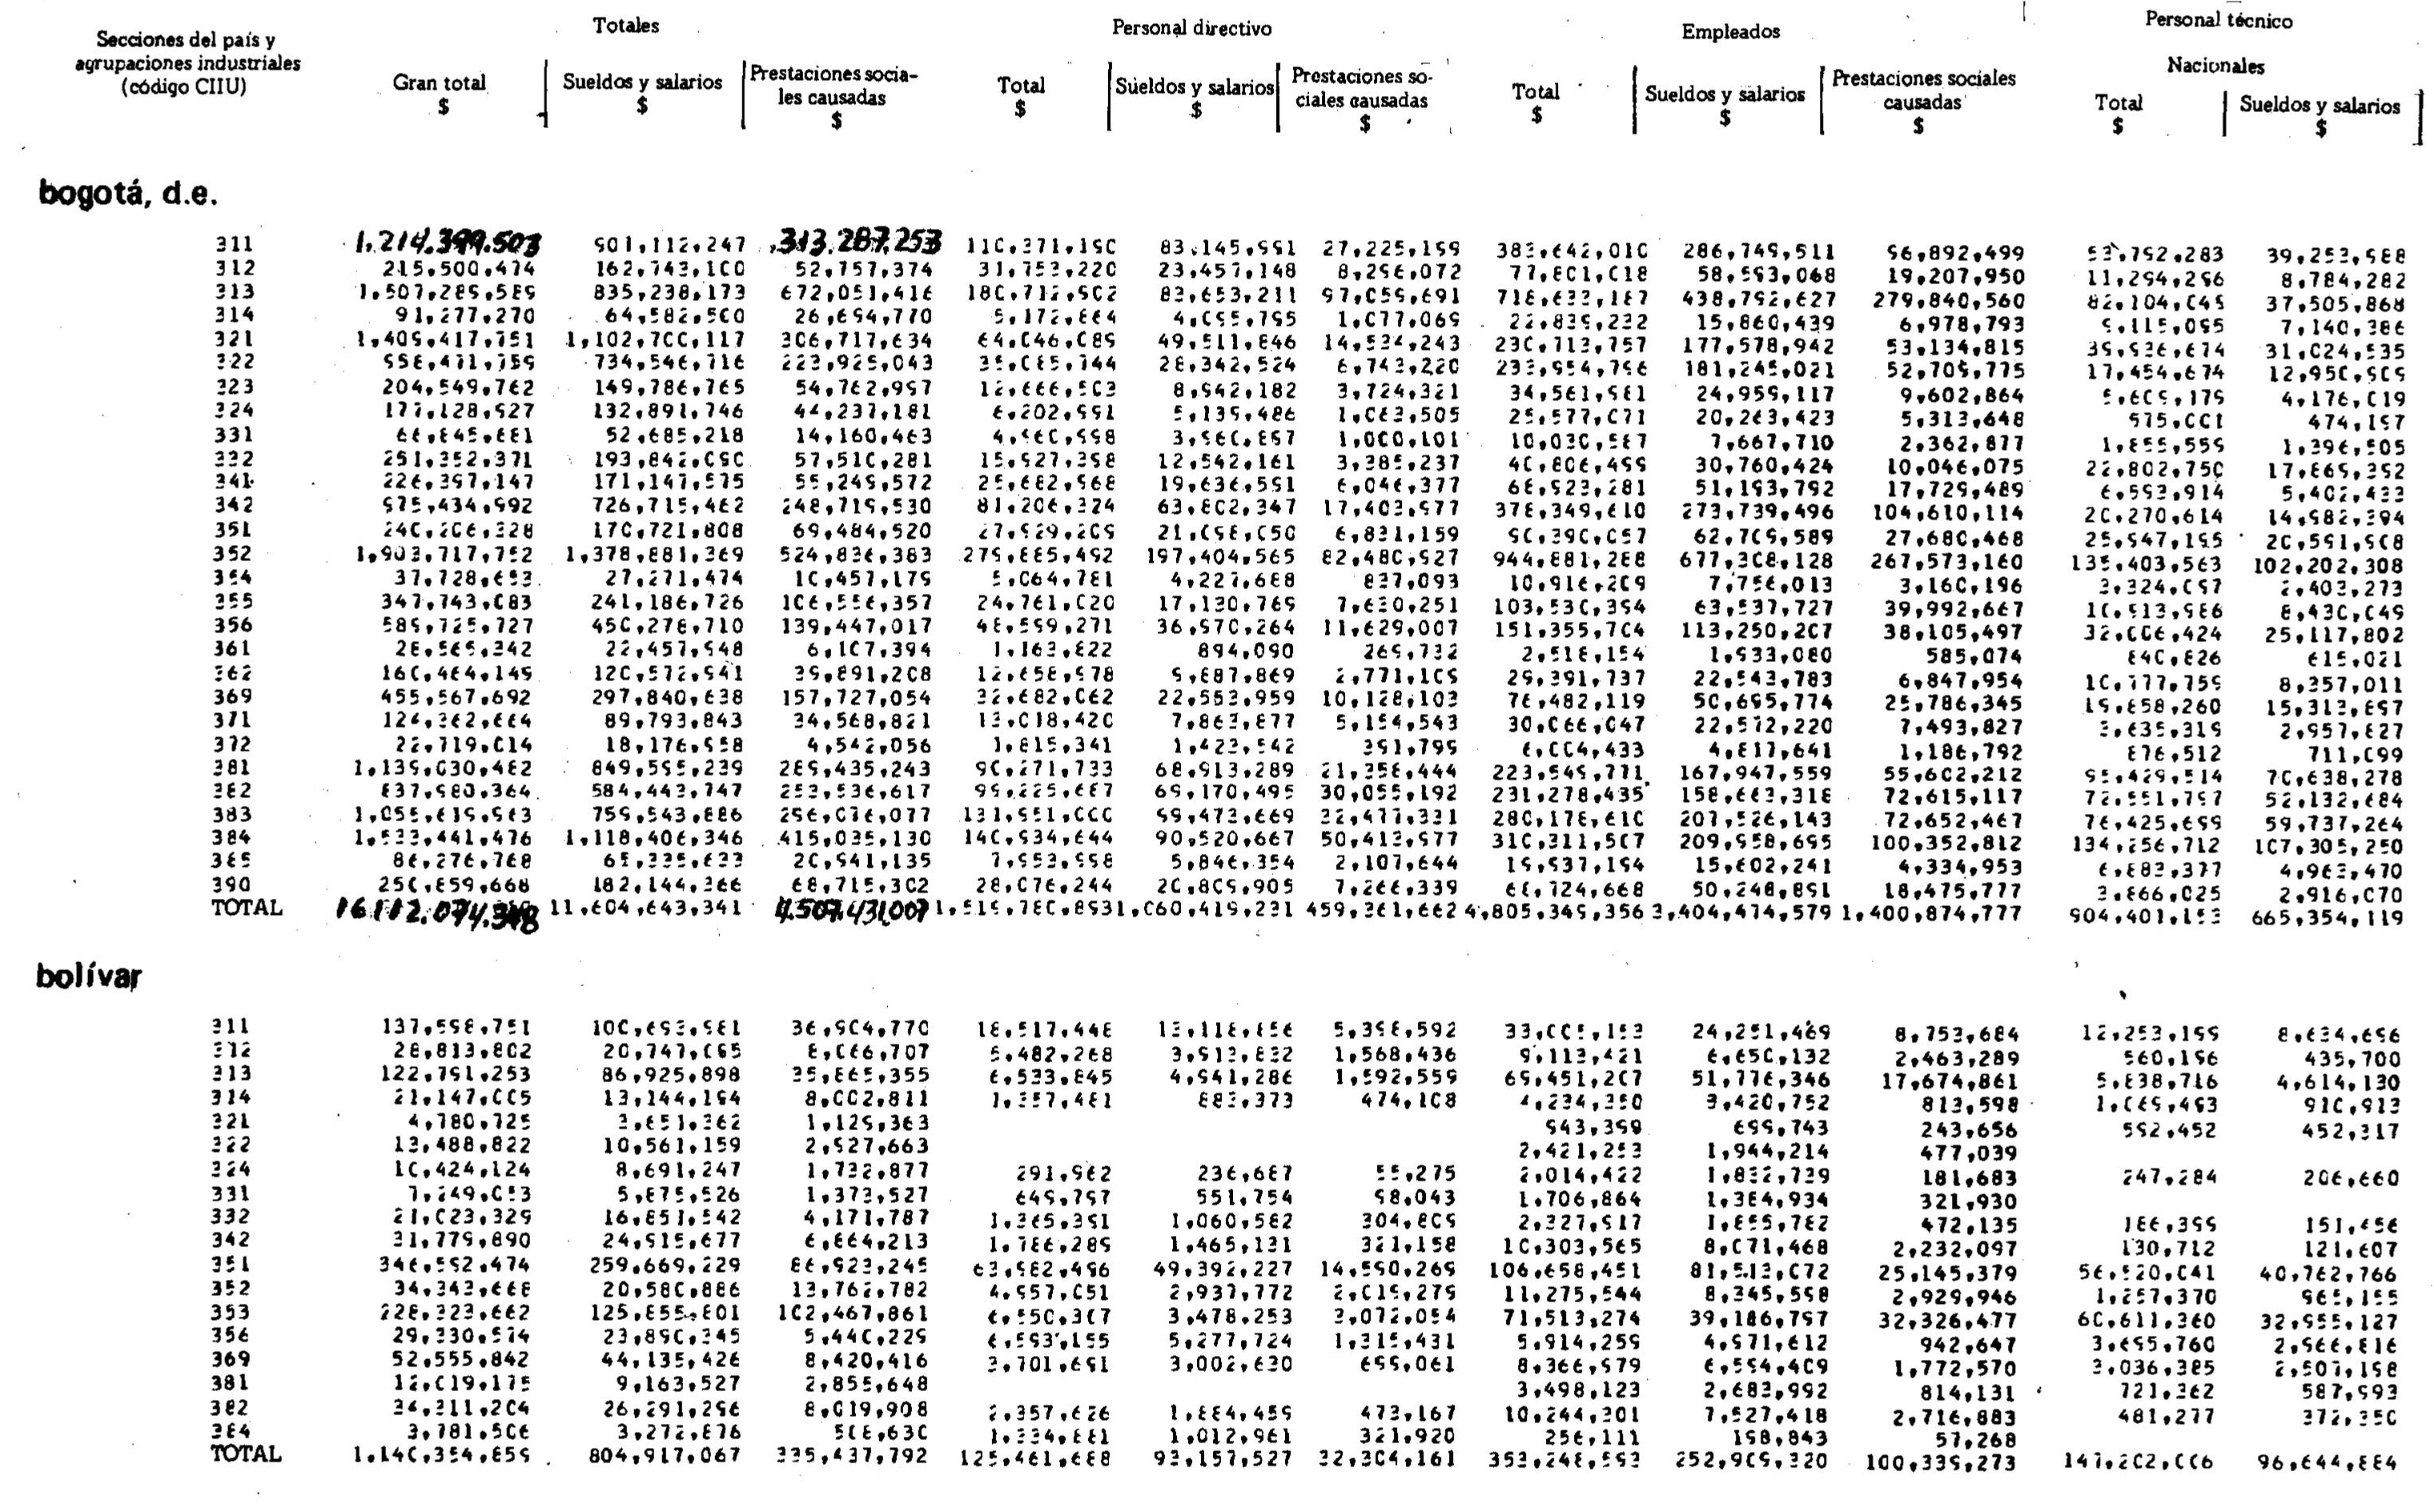 Secciones del país y agrupaciones industriales (código CIIU)
Totales
Gran total $ Sueldos y salarios $ Prestaciones sociales causadas $
Personal directivo
Total $ Sueldos y salarios $ Prestaciones sociales causadas $
Empleados
Total $ Sueldos y salarios $ Prestaciones sociales causadas $
Personal técnico
Nacionales
Total $ Sueldos y salarios $
bogotá, d.e.
311 1.214.399.503 901,112,247 313.287.253 110,371,190 83,145,991 27,225,199 383,642,010 286,749,511 96,892,499 53,792,283 39,253,988
312 215,500,474 162,743,100 52,757,374 31,753,220 23,457,148 8,296,072 77,801,018 58,593,068 19,207,950 11,294,296 8,784,282
313 1,507,289,589 835,238,173 672,051,416 180,712,902 83,653,211 97,059,691 718,633,187 438,792,627 279,840,560 82,104,049 37,505,868
314 91,277,270 64,582,500 26,694,770 5,172,864 4,095,795 1,077,069 22,839,232 15,860,439 6,978,793 9,115,095 7,140,386
321 1,409,417,751 1,102,700,117 306,717,634 64,046,089 49,511,846 14,534,243 230,713,757 177,578,942 53,134,815 39,936,674 31,024,535
322 958,471,759 734,546,716 223,925,043 35,085,744 28,342,524 6,743,220 233,954,796 181,249,021 52,705,775 17,454,674 12,950,909
323 204,549,762 149,786,765 54,762,997 12,666,503 8,942,182 3,724,321 34,561,981 24,959,117 9,602,864 5,609,179 4,176,019
324 177,128,927 132,891,746 44,237,181 6,202,991 5,139,486 1,063,505 25,577,071 20,263,423 5,313,648 575,001 474,197
331 66,845,681 52,685,218 14,160,463 4,960,998 3,960,897 1,000,101 10,030,587 7,667,710 2,362,877 1,855,559 1,396,505
332 251,352,371 193,842,090 57,510,281 15,927,398 12,542,161 3,385,237 40,806,499 30,760,424 10,046,075 22,802,750 17,869,392
341 226,397,147 171,147,575 55,249,572 25,682,968 19,636,591 6,046,377 68,923,281 51,193,792 17,729,489 6,593,914 5,402,433
342 975,434,992 726,715,462 248,719,530 81,206,324 63,802,347 17,403,977 378,349,610 273,739,496 104,610,114 20,270,614 14,982,394
351 240,206,328 170,721,808 69,484,520 27,929,209 21,098,050 6,831,159 90,390,057 62,709,589 27,680,468 25,947,195 20,591,908
352 1,903,717,752 1,378,881,369 524,836,383 279,885,492 197,404,565 82,480,927 944,881,288 677,308,128 267,573,160 135,403,563 102,202,308
354 37,728,653 27,271,474 10,457,179 5,064,781 4,227,688 837,093 10,916,209 7,756,013 3,160,196 3,324,097 2,403,273
355 347,743,083 241,186,726 106,556,357 24,761,020 17,130,769 7,630,251 103,530,394 63,537,727 39,992,667 10,913,986 8,430,049
356 589,725,727 450,278,710 139,447,017 48,599,271 36,970,264 11,629,007 151,355,704 113,250,207 38,105,497 32,006,424 25,117,802
361 28,565,342 22,457,948 6,107,394 1,163,822 894,090 269,732 2,518,154 1,933,080 585,074 840,826 615,021
362 160,464,149 120,572,941 39,891,208 12,658,978 9,887,869 2,771,109 29,391,737 22,543,783 6,847,954 10,777,759 8,357,011
369 455,567,692 297,840,638 157,727,054 32,682,062 22,553,959 10,128,103 76,482,119 50,695,774 25,786,345 19,858,260 15,313,897
371 124,362,664 89,793,843 34,568,821 13,018,420 7,863,877 5,154,543 30,066,047 22,572,220 7,493,827 3,635,319 2,957,827
372 22,719,014 18,176,958 4,542,056 1,815,341 1,423,542 391,799 6,004,433 4,817,641 1,186,792 876,512 711,099
381 1,139,030,482 849,595,239 289,435,243 90,271,733 68,913,289 21,358,444 223,549,771 167,947,559 55,602,212 95,429,514 70,638,278
382 837,980,364 584,443,747 253,536,617 99,225,687 69,170,495 30,055,192 231,278,435 158,663,318 72,615,117 72,551,797 52,132,684
383 1,055,619,963 759,543,886 296,076,077 131,951,000 99,473,669 32,477,331 280,178,610 207,526,143 72,652,467 76,425,699 59,737,264
384 1,533,441,476 1,118,406,346 415,035,130 140,934,644 90,520,667 50,413,977 310,311,507 209,958,695 100,352,812 134,256,712 107,305,250
385 86,276,768 65,335,633 20,941,135 7,953,998 5,846,354 2,107,644 19,937,194 15,602,241 4,334,953 6,883,377 4,963,470
390 250,859,668 182,144,366 68,715,302 28,076,244 20,809,905 7,266,339 68,724,668 50,248,891 18,475,777 3,866,025 2,916,070
TOTAL 16.112.074.348 11,604,643,341 4.507.431.007 1,519,780,893 1,060,419,231 459,361,662 4,805,349,356 3,404,474,579 1,400,874,777 904,401,153 665,354,119
bolívar
311 137,598,751 100,693,981 36,904,770 18,517,448 13,118,856 5,398,592 33,005,153 24,251,469 8,753,684 12,253,199 8,634,696
312 28,813,802 20,747,095 8,066,707 5,482,268 3,913,832 1,568,436 9,113,421 6,650,132 2,463,289 560,196 435,700
313 122,791,253 86,925,898 35,865,355 6,533,845 4,941,286 1,592,559 69,451,207 51,776,346 17,674,861 5,838,716 4,614,130
314 21,147,005 13,144,194 8,002,811 1,357,481 883,373 474,108 4,234,350 3,420,752 813,598 1,069,493 910,913
321 4,780,725 3,651,362 1,129,363 943,399 699,743 243,656 592,452 452,317
322 13,488,822 10,561,159 2,927,663 2,421,253 1,944,214 477,039
324 10,424,124 8,691,247 1,732,877 291,962 236,687 55,275 2,014,422 1,832,739 181,683 247,284 206,660
331 7,249,053 5,875,526 1,373,527 649,797 551,754 98,043 1,706,864 1,384,934 321,930
332 21,023,329 16,851,542 4,171,787 1,365,391 1,060,582 304,809 2,327,917 1,855,782 472,135 186,399 151,656
342 31,779,890 24,915,677 6,864,213 1,786,289 1,465,131 321,158 10,303,565 8,071,468 2,232,097 130,712 121,607
351 346,592,474 259,669,229 86,923,245 63,982,496 49,392,227 14,590,269 106,658,451 81,513,072 25,145,379 56,520,041 40,762,766
352 34,343,668 20,580,886 13,762,782 4,957,051 2,937,772 2,019,279 11,275,544 8,345,598 2,929,946 1,257,370 965,155
353 228,323,662 125,855,801 102,467,861 6,550,307 3,478,253 3,072,054 71,513,274 39,186,797 32,326,477 60,611,360 32,955,127
356 29,330,574 23,890,345 5,440,229 6,593,155 5,277,724 1,315,431 5,914,259 4,971,612 942,647 3,695,760 2,966,816
369 52,555,842 44,135,426 8,420,416 3,701,691 3,002,630 699,061 8,366,979 6,594,409 1,772,570 3,036,385 2,507,198
381 12,019,175 9,163,527 2,855,648 3,498,123 2,683,992 814,131 721,362 587,993
382 34,311,204 26,291,296 8,019,908 2,357,626 1,884,459 473,167 10,244,301 7,527,418 2,716,883 481,277 372,350
384 3,781,506 3,272,876 508,630 1,334,881 1,012,961 321,920 256,111 198,843 57,268
TOTAL 1,140,354,859 804,917,067 335,437,792 125,461,688 93,157,527 32,304,161 353,248,593 252,909,320 100,339,273 147,202,006 96,644,884